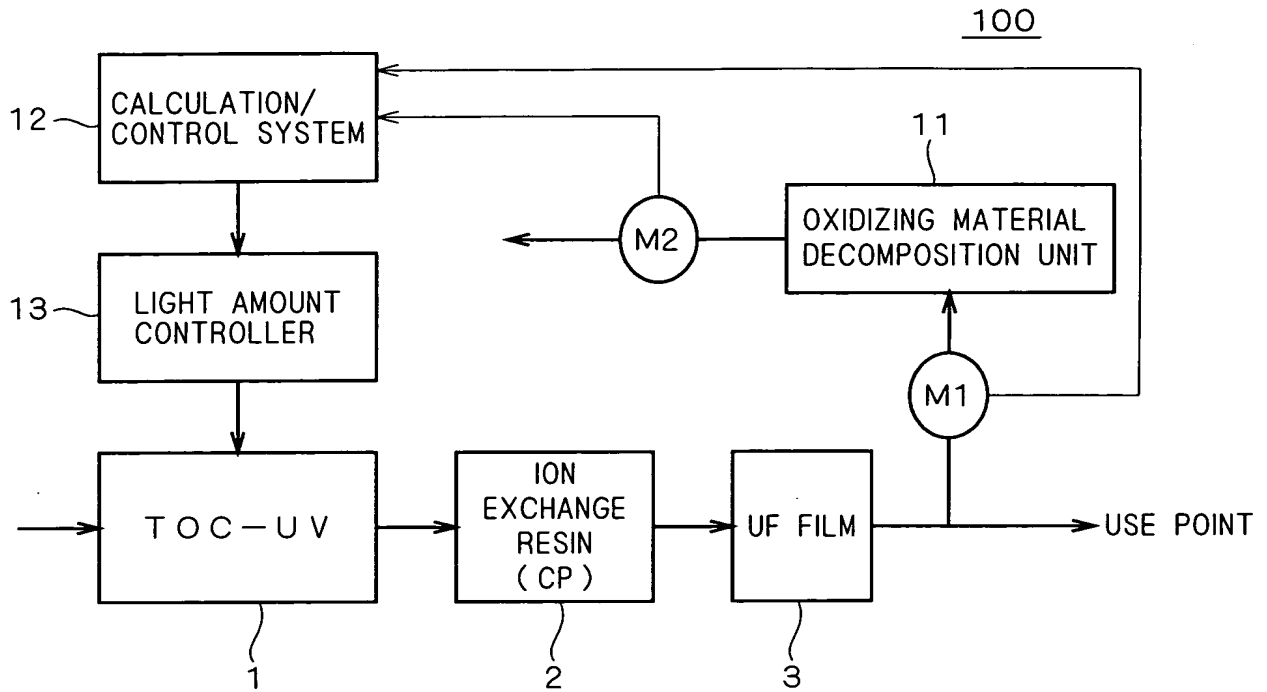 100
CALCULATION/
CONTROL SYSTEM
12
11
OXIDIZING MATERIAL
DECOMPOSITION UNIT
M2
LIGHT AMOUNT
CONTROLLER
13
M1
TOC-UV
ION
EXCHANGE
RESIN
(CP)
UF FILM
USE POINT
1
2
3